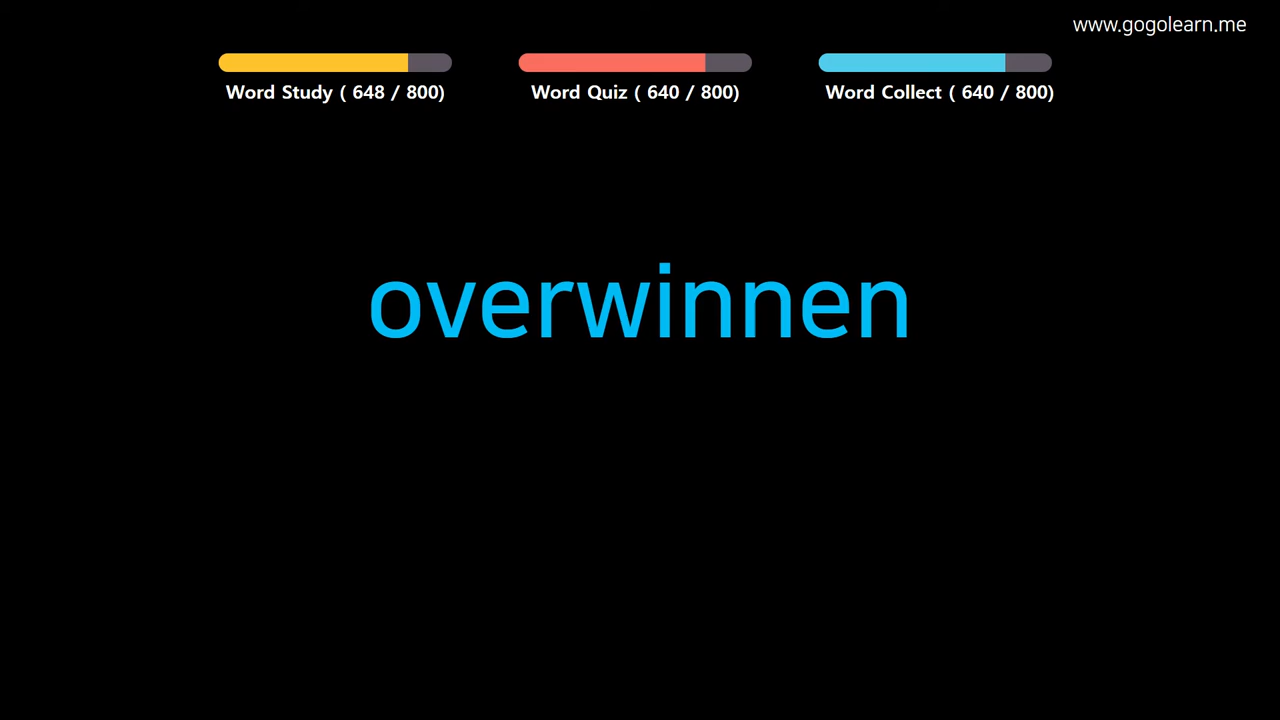 www.gogolearn.me
Word Study ( 648 / 800)
Word Quiz ( 640 / 800)
Word Collect ( 640 / 800)
overwinnen